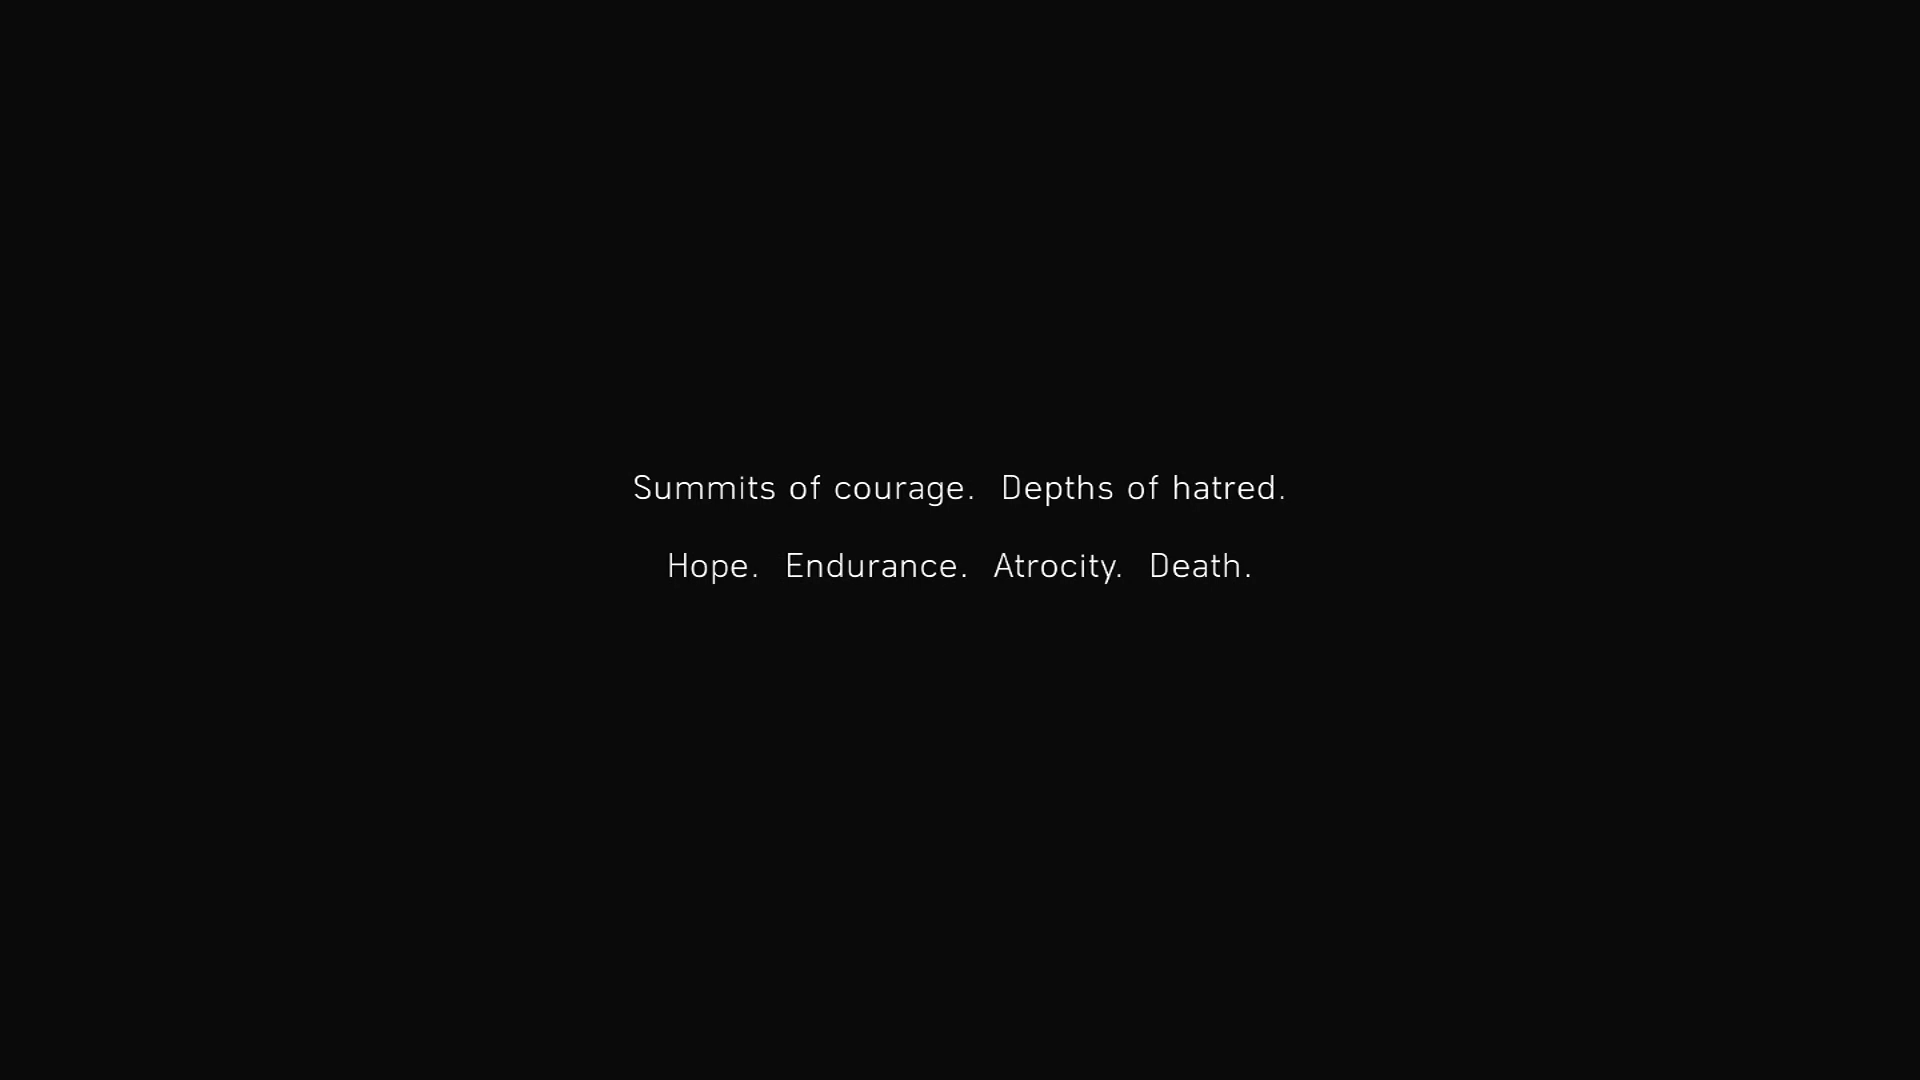 Summits of courage. Depths of hatred.
Hope. Endurance. Atrocity. Death.